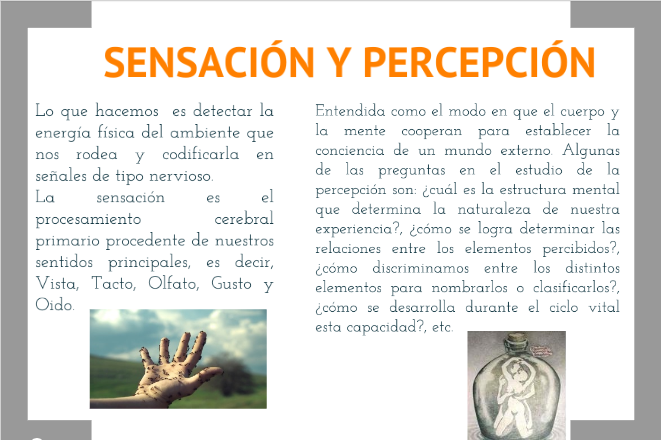 SENSACIÓN Y PERCEPCIÓN
Lo que hacemos es detectar la
energía física del ambiente que
nos rodea y codificarla en
señales de tipo nervioso.
La sensación es el
procesamiento cerebral
primario procedente de nuestros
sentidos principales, es decir,
Vista, Tacto, Olfato, Gusto y
Oido.
Entendida como el modo en que el cuerpo y
la mente cooperan para establecer la
conciencia de un mundo externo. Algunas
de las preguntas en el estudio de la
percepción son: ¿cuál es la estructura mental
que determina la naturaleza de nuestra
experiencia?, ¿cómo se logra determinar las
relaciones entre los elementos percibidos?,
¿cómo discriminamos entre los distintos
elementos para nombrarlos o clasificarlos?,
¿cómo se desarrolla durante el ciclo vital
esta capacidad?, etc.